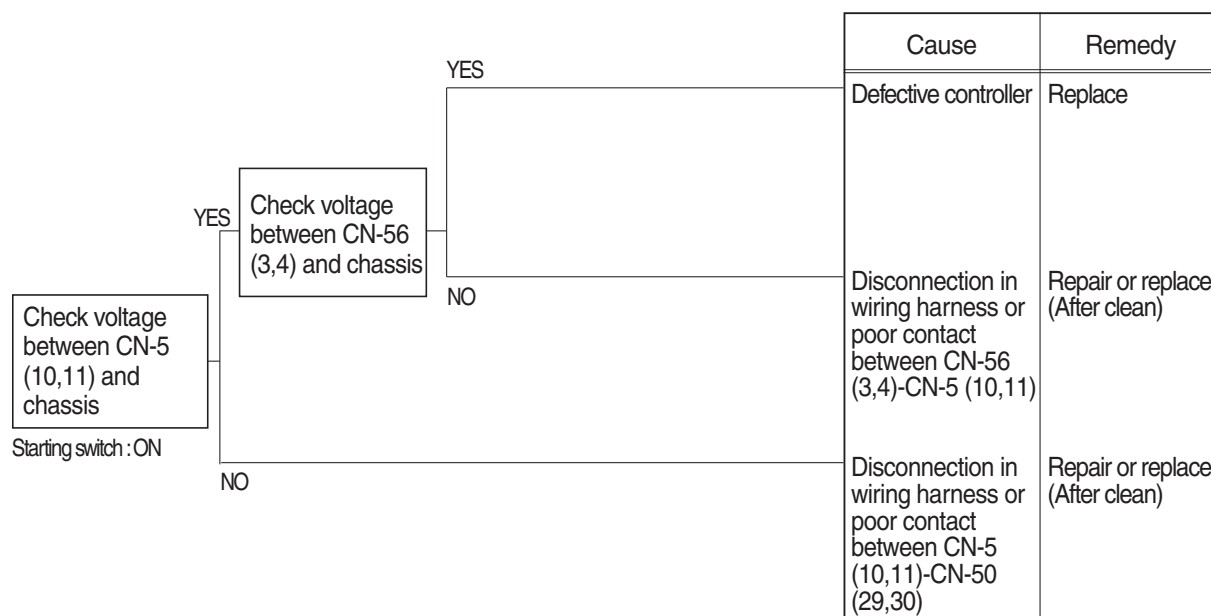 Cause
Remedy
YES
Defective controller
Replace
YES
Check voltage
between CN-56
(3,4) and chassis
NO
Disconnection in
wiring harness or
poor contact
between CN-56
(3,4)-CN-5 (10,11)
Repair or replace
(After clean)
Check voltage
between CN-5
(10,11) and
chassis
Starting switch : ON
NO
Disconnection in
wiring harness or
poor contact
between CN-5
(10,11)-CN-50
(29,30)
Repair or replace
(After clean)